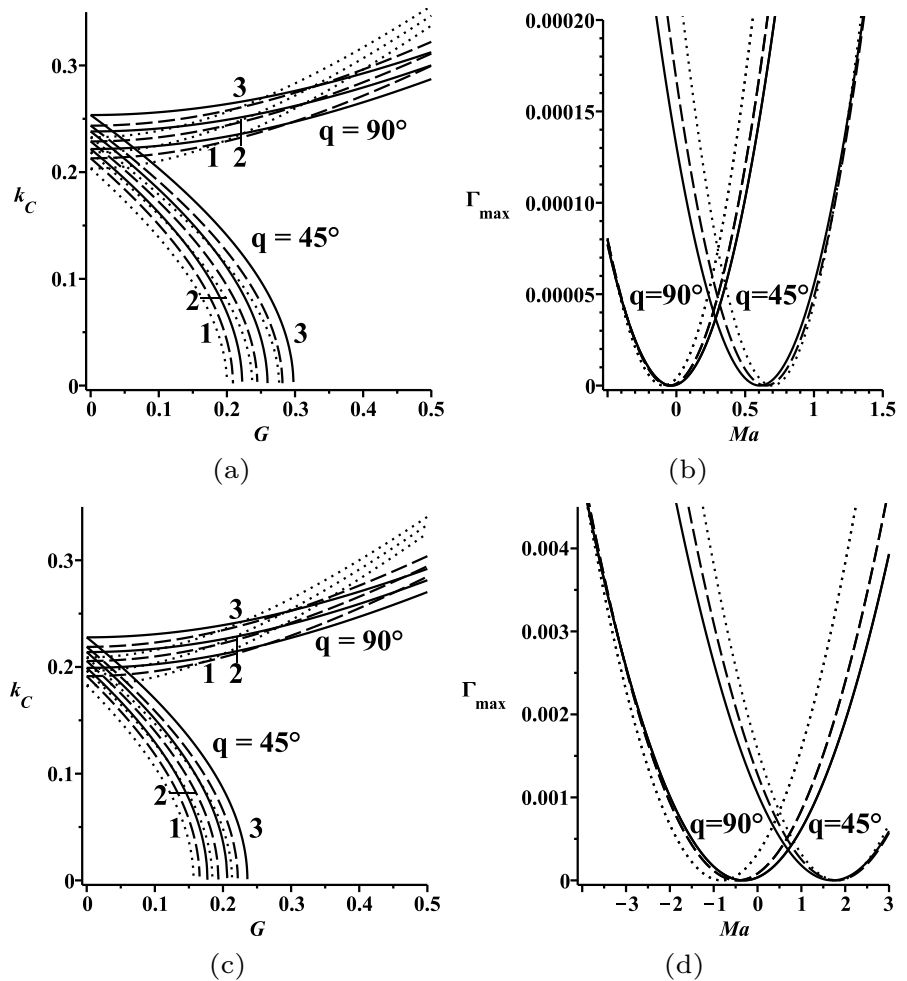 0.3
0.2
0.1
0
k_C
3
1 2
q = 90°
q = 45°
2
1
3
0 0.1 0.2 0.3 0.4 0.5
G
(a)
0.00020
0.00015
0.00010
0.00005
0
Γ_max
q=90° q=45°
0 0.5 1 1.5
Ma
(b)
0.3
0.2
0.1
0
k_C
3
1 2
q = 90°
q = 45°
2
1
3
0 0.1 0.2 0.3 0.4 0.5
G
(c)
0.004
0.003
0.002
0.001
0
Γ_max
q=90° q=45°
−3 −2 −1 0 1 2 3
Ma
(d)